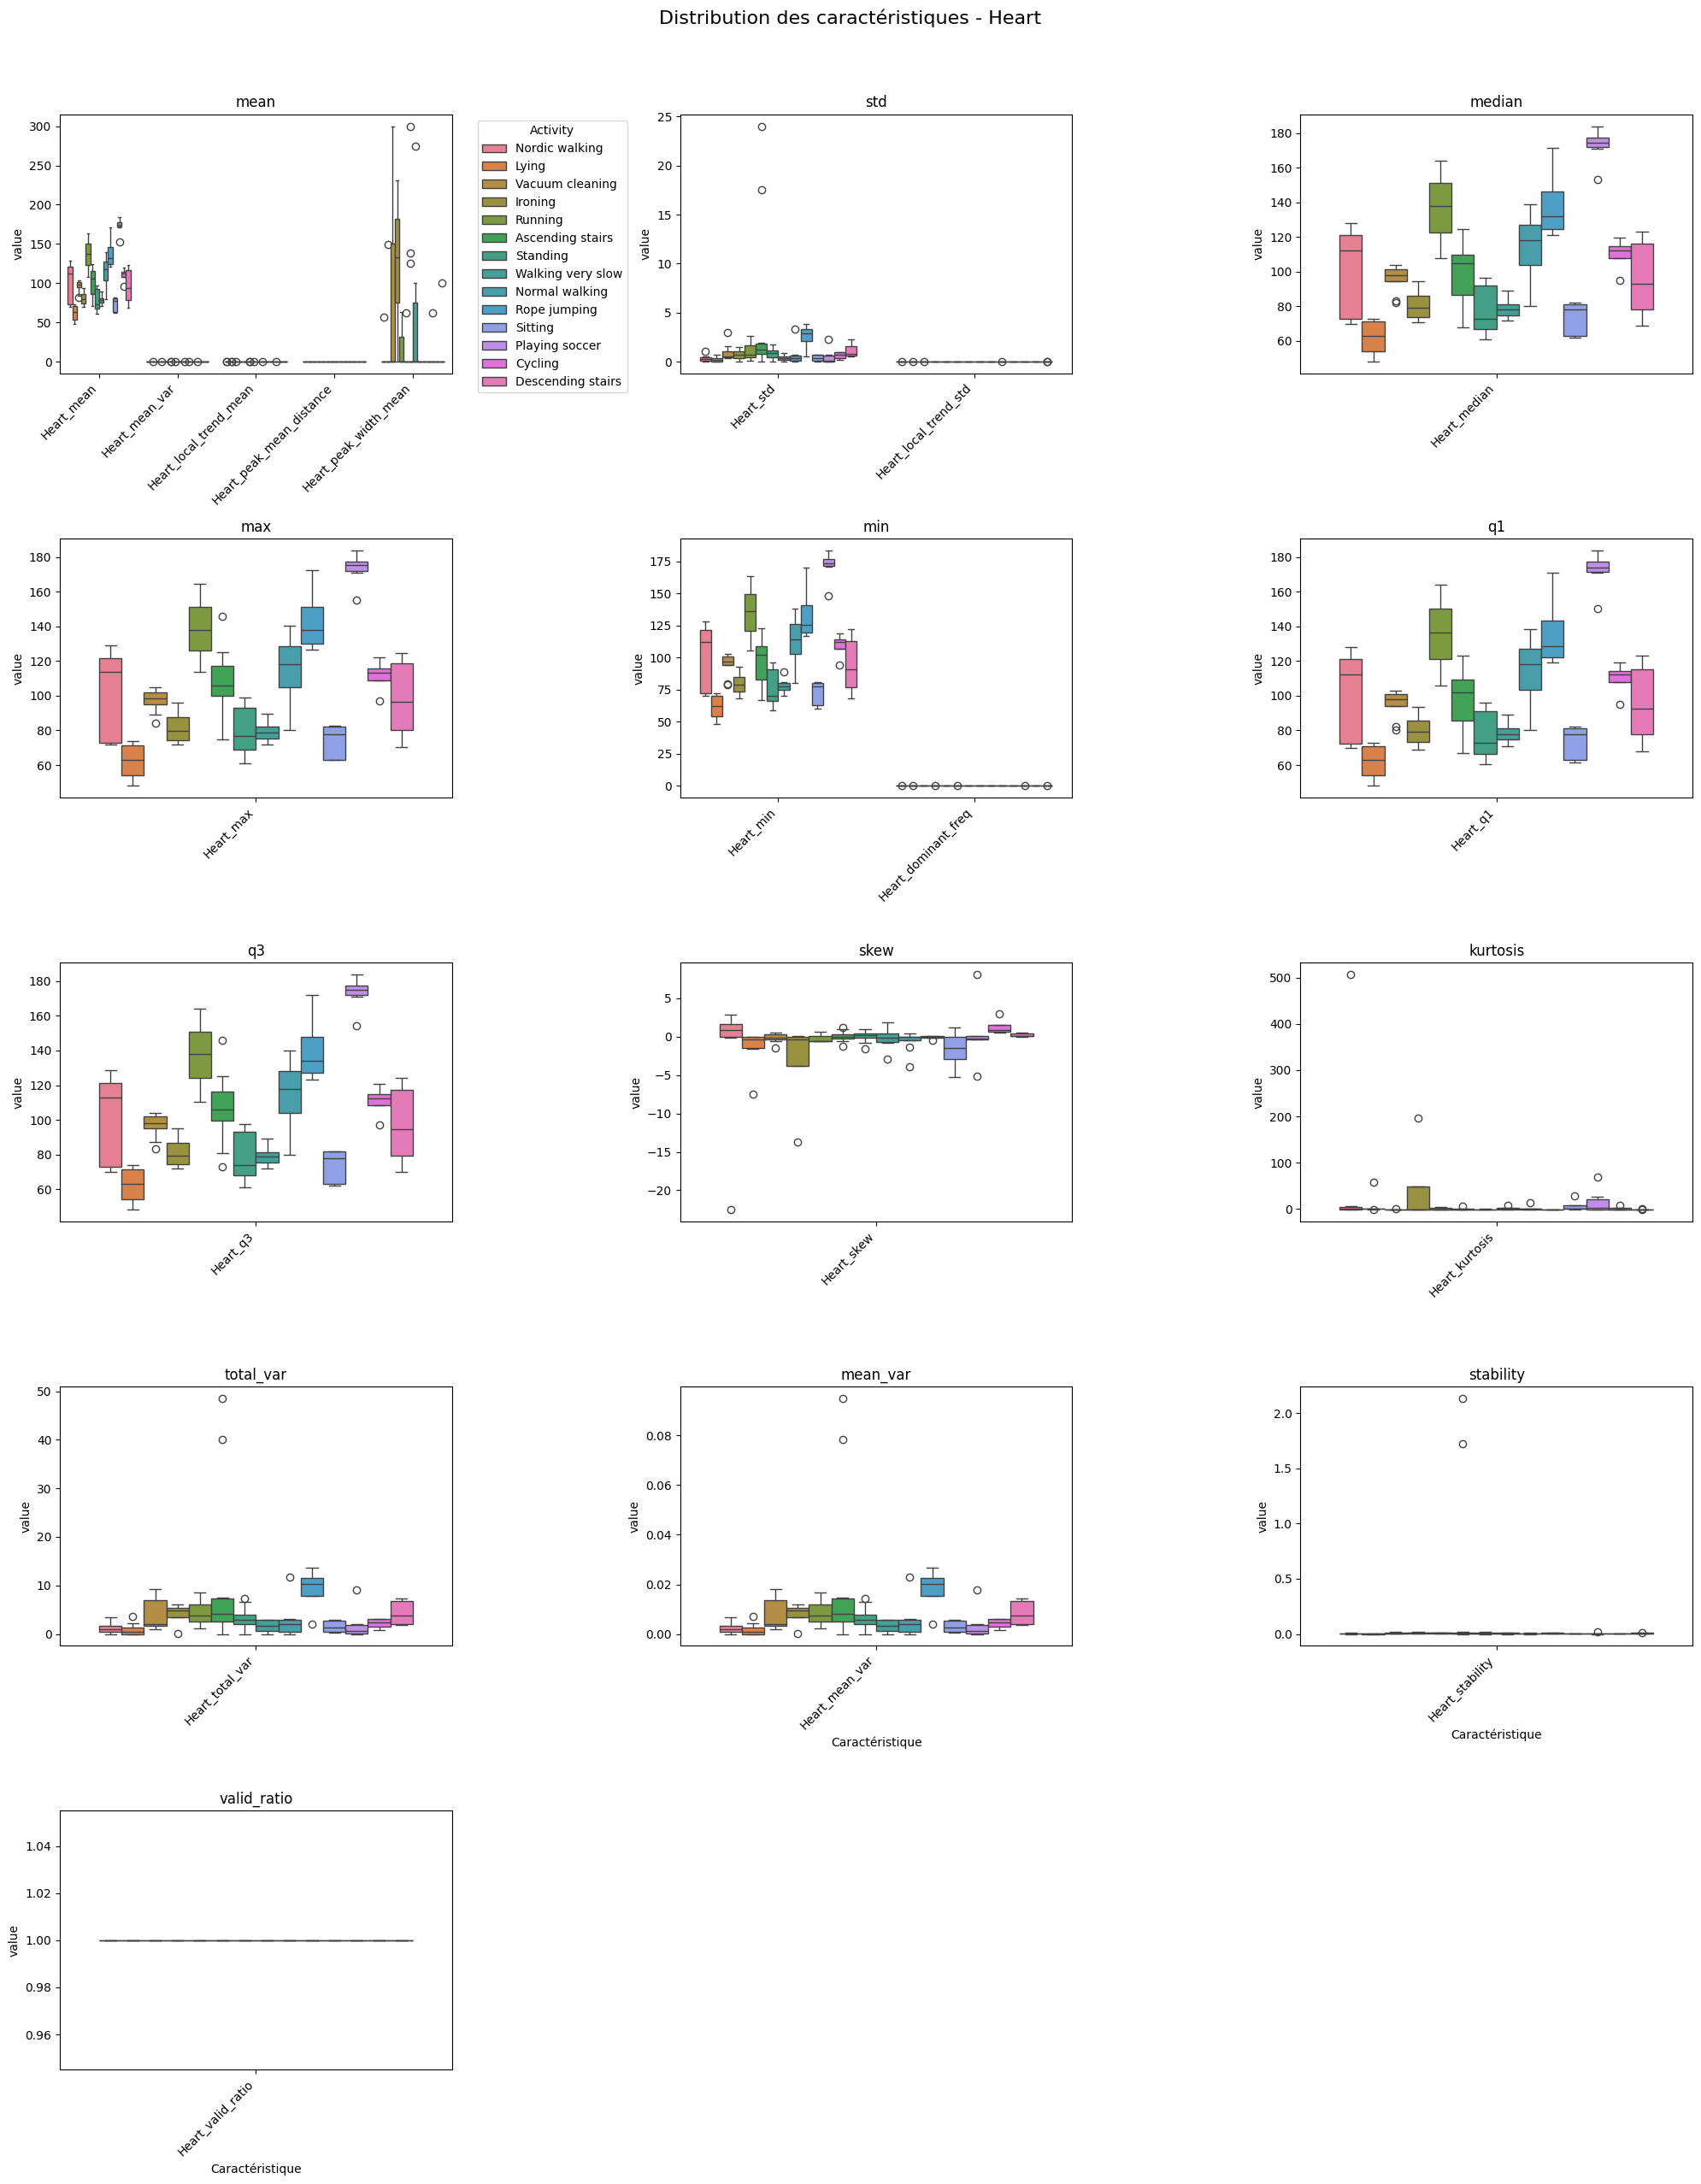 Distribution des caractéristiques - Heart
mean
value
300
250
200
150
100
50
0
Heart_mean
Heart_mean_var
Heart_local_trend_mean
Heart_peak_mean_distance
Heart_peak_width_mean
Activity
Nordic walking
Lying
Vacuum cleaning
Ironing
Running
Ascending stairs
Standing
Walking very slow
Normal walking
Rope jumping
Sitting
Playing soccer
Cycling
Descending stairs
std
value
25
20
15
10
5
0
Heart_std
Heart_local_trend_std
median
value
180
160
140
120
100
80
60
Heart_median
max
value
180
160
140
120
100
80
60
Heart_max
min
value
175
150
125
100
75
50
25
0
Heart_min
Heart_dominant_freq
q1
value
180
160
140
120
100
80
60
Heart_q1
q3
value
180
160
140
120
100
80
60
Heart_q3
skew
value
5
0
−5
−10
−15
−20
Heart_skew
kurtosis
value
500
400
300
200
100
0
Heart_kurtosis
total_var
value
50
40
30
20
10
0
Heart_total_var
mean_var
value
0.08
0.06
0.04
0.02
0.00
Heart_mean_var
Caractéristique
stability
value
2.0
1.5
1.0
0.5
0.0
Heart_stability
Caractéristique
valid_ratio
value
1.04
1.02
1.00
0.98
0.96
Heart_valid_ratio
Caractéristique